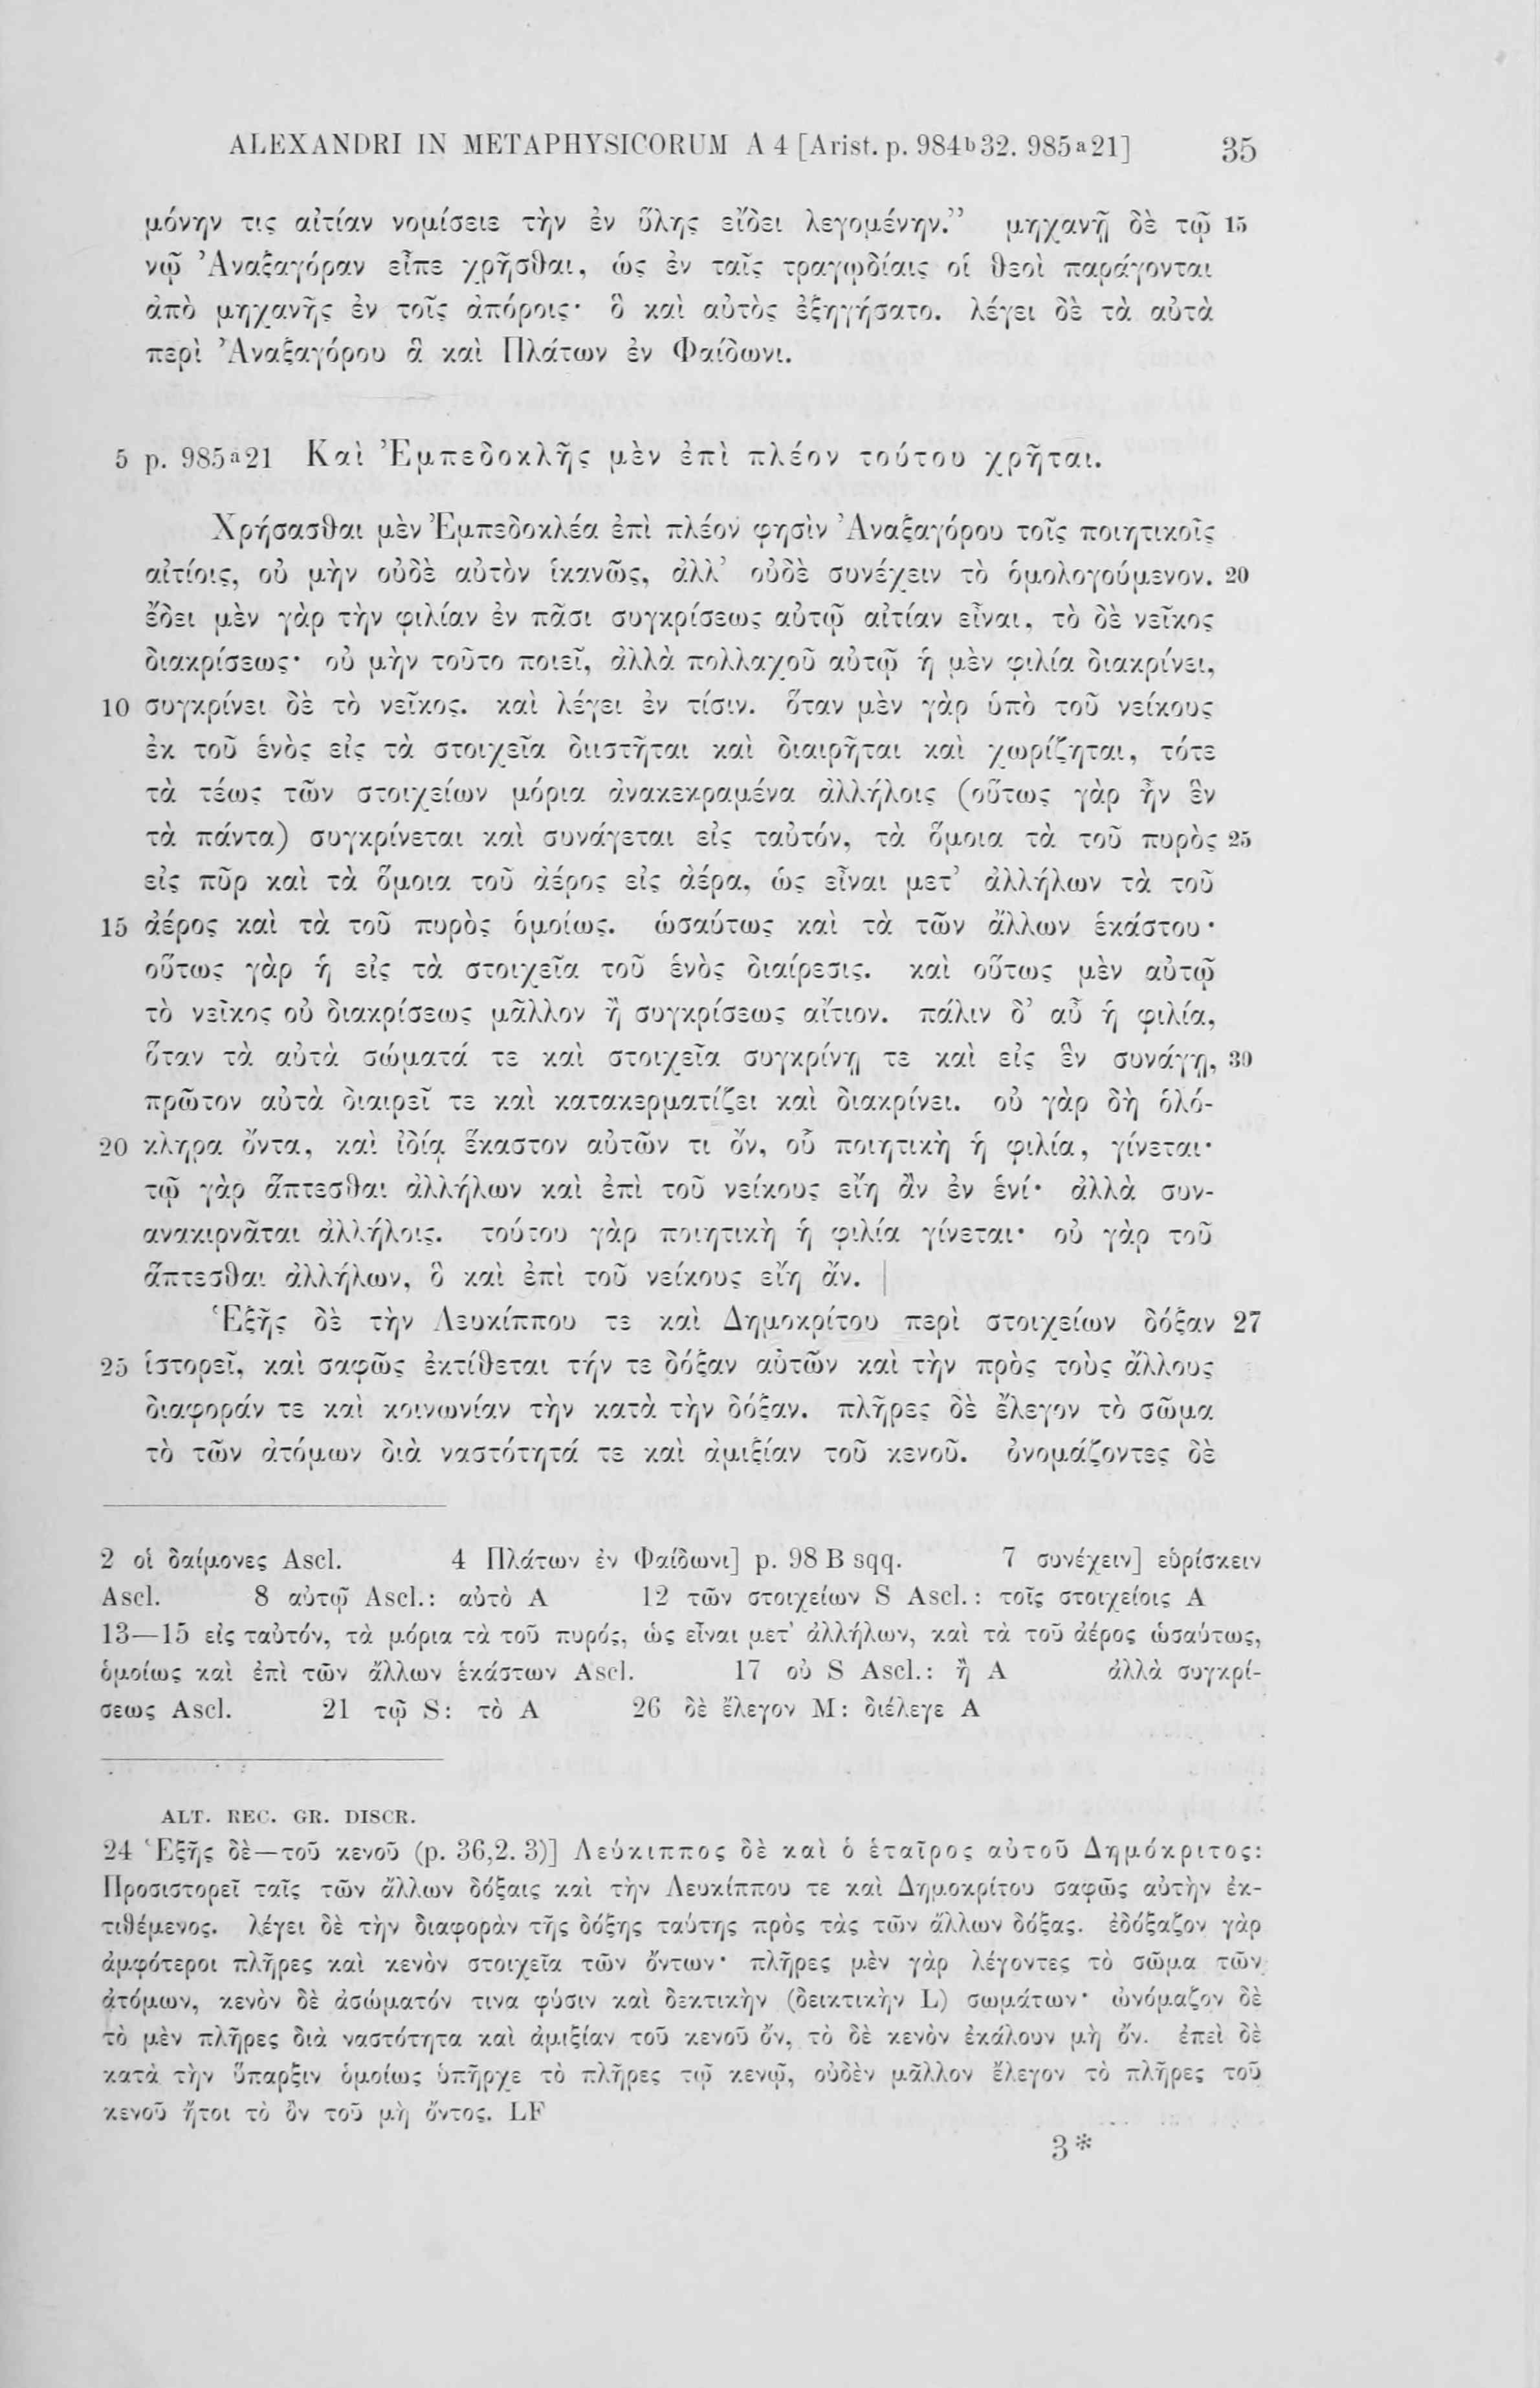 ALEXANDRI IN METAPHYSICORUM A 4 [Arist. p. 984b32. 985a21] 35
μόνην τις αἰτίαν νομίσειε τὴν ἐν ὕλης εἴδει λεγομένην.” μηχανῇ δὲ τῷ 15
νῷ Ἀναξαγόραν εἶπε χρῆσθαι, ὡς ἐν ταῖς τραγῳδίαις οἱ θεοὶ παράγονται
ἀπὸ μηχανῆς ἐν τοῖς ἀπόροις· ὃ καὶ αὐτὸς ἐξηγήσατο. λέγει δὲ τὰ αὐτὰ
περὶ Ἀναξαγόρου ἃ καὶ Πλάτων ἐν Φαίδωνι.
5 p. 985a21 Καὶ Ἐμπεδοκλῆς μὲν ἐπὶ πλέον τούτου χρῆται.
Χρήσασθαι μὲν Ἐμπεδοκλέα ἐπὶ πλέον φησὶν Ἀναξαγόρου τοῖς ποιητικοῖς
αἰτίοις, οὐ μὴν οὐδὲ αὐτὸν ἱκανῶς, ἀλλ’ οὐδὲ συνέχειν τὸ ὁμολογούμενον. 20
ἔδει μὲν γὰρ τὴν φιλίαν ἐν πᾶσι συγκρίσεως αὐτῷ αἰτίαν εἶναι, τὸ δὲ νεῖκος
διακρίσεως· οὐ μὴν τοῦτο ποιεῖ, ἀλλὰ πολλαχοῦ αὐτῷ ἡ μὲν φιλία διακρίνει,
10 συγκρίνει δὲ τὸ νεῖκος. καὶ λέγει ἐν τίσιν. ὅταν μὲν γὰρ ὑπὸ τοῦ νείκους
ἐκ τοῦ ἑνὸς εἰς τὰ στοιχεῖα διιστῆται καὶ διαιρῆται καὶ χωρίζηται, τότε
τὰ τέως τῶν στοιχείων μόρια ἀνακεκραμένα ἀλλήλοις (οὕτως γὰρ ἦν ἓν
τὰ πάντα) συγκρίνεται καὶ συνάγεται εἰς ταὐτόν, τὰ ὅμοια τὰ τοῦ πυρὸς 25
εἰς πῦρ καὶ τὰ ὅμοια τοῦ ἀέρος εἰς ἀέρα, ὡς εἶναι μετ’ ἀλλήλων τὰ τοῦ
15 ἀέρος καὶ τὰ τοῦ πυρὸς ὁμοίως. ὡσαύτως καὶ τὰ τῶν ἄλλων ἑκάστου·
οὕτως γὰρ ἡ εἰς τὰ στοιχεῖα τοῦ ἑνὸς διαίρεσις. καὶ οὕτως μὲν αὐτῷ
τὸ νεῖκος οὐ διακρίσεως μᾶλλον ἢ συγκρίσεως αἴτιον. πάλιν δ’ αὖ ἡ φιλία,
ὅταν τὰ αὐτὰ σώματά τε καὶ στοιχεῖα συγκρίνῃ τε καὶ εἰς ἓν συνάγῃ, 30
πρῶτον αὐτὰ διαιρεῖ τε καὶ κατακερματίζει καὶ διακρίνει. οὐ γὰρ δὴ ὁλό-
20 κληρα ὄντα, καὶ ἰδίᾳ ἕκαστον αὐτῶν τι ὄν, οὗ ποιητικὴ ἡ φιλία, γίνεται·
τῷ γὰρ ἅπτεσθαι ἀλλήλων καὶ ἐπὶ τοῦ νείκους εἴη ἂν ἐν ἑνί· ἀλλὰ συν-
ανακιρνᾶται ἀλλήλοις. τούτου γὰρ ποιητικὴ ἡ φιλία γίνεται· οὐ γὰρ τοῦ
ἅπτεσθαι ἀλλήλων, ὃ καὶ ἐπὶ τοῦ νείκους εἴη ἄν. |
Ἑξῆς δὲ τὴν Λευκίππου τε καὶ Δημοκρίτου περὶ στοιχείων δόξαν 27
25 ἱστορεῖ, καὶ σαφῶς ἐκτίθεται τήν τε δόξαν αὐτῶν καὶ τὴν πρὸς τοὺς ἄλλους
διαφοράν τε καὶ κοινωνίαν τὴν κατὰ τὴν δόξαν. πλῆρες δὲ ἔλεγον τὸ σῶμα
τὸ τῶν ἀτόμων διὰ ναστότητά τε καὶ ἀμιξίαν τοῦ κενοῦ. ὀνομάζοντες δὲ
2 οἱ δαίμονες Ascl. 4 Πλάτων ἐν Φαίδωνι] p. 98 B sqq. 7 συνέχειν] εὑρίσκειν
Ascl. 8 αὐτῷ Ascl.: αὐτὸ A 12 τῶν στοιχείων S Ascl.: τοῖς στοιχείοις A
13—15 εἰς ταὐτόν, τὰ μόρια τὰ τοῦ πυρός, ὡς εἶναι μετ’ ἀλλήλων, καὶ τὰ τοῦ ἀέρος ὡσαύτως,
ὁμοίως καὶ ἐπὶ τῶν ἄλλων ἑκάστων Ascl. 17 οὐ S Ascl.: ἢ A ἀλλὰ συγκρί-
σεως Ascl. 21 τῷ S: τὸ A 26 δὲ ἔλεγον M: διέλεγε A
ALT. REC. GR. DISCR.
24 Ἑξῆς δὲ—τοῦ κενοῦ (p. 36,2. 3)] Λεύκιππος δὲ καὶ ὁ ἑταῖρος αὐτοῦ Δημόκριτος:
Προσιστορεῖ ταῖς τῶν ἄλλων δόξαις καὶ τὴν Λευκίππου τε καὶ Δημοκρίτου σαφῶς αὐτὴν ἐκ-
τιθέμενος. λέγει δὲ τὴν διαφορὰν τῆς δόξης ταύτης πρὸς τὰς τῶν ἄλλων δόξας. ἐδόξαζον γὰρ
ἀμφότεροι πλῆρες καὶ κενὸν στοιχεῖα τῶν ὄντων· πλῆρες μὲν γὰρ λέγοντες τὸ σῶμα τῶν
ἀτόμων, κενὸν δὲ ἀσώματόν τινα φύσιν καὶ δεκτικὴν (δεικτικὴν L) σωμάτων· ὠνόμαζον δὲ
τὸ μὲν πλῆρες διὰ ναστότητα καὶ ἀμιξίαν τοῦ κενοῦ ὄν, τὸ δὲ κενὸν ἐκάλουν μὴ ὄν. ἐπεὶ δὲ
κατὰ τὴν ὕπαρξιν ὁμοίως ὑπῆρχε τὸ πλῆρες τῷ κενῷ, οὐδὲν μᾶλλον ἔλεγον τὸ πλῆρες τοῦ
κενοῦ ἤτοι τὸ ὂν τοῦ μὴ ὄντος. LF
3*